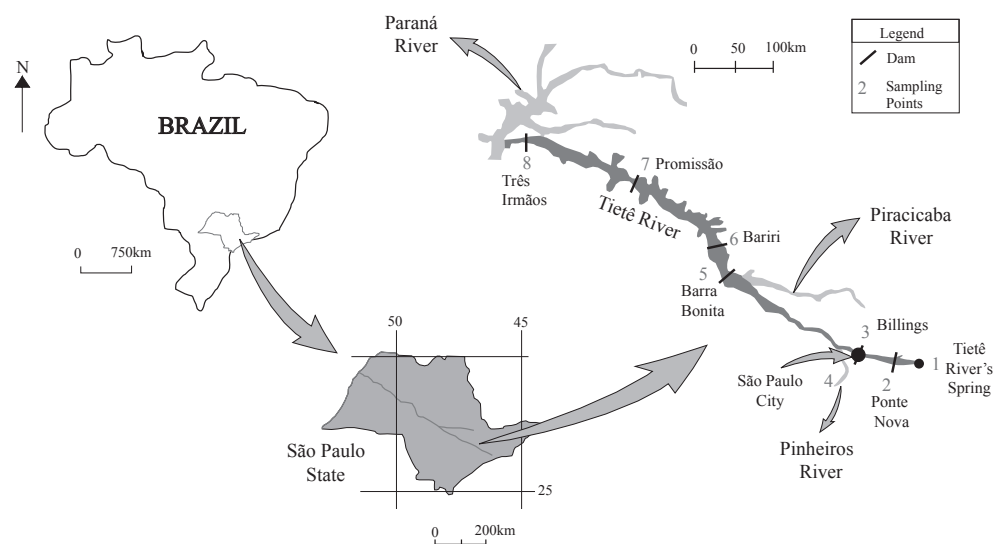 N
BRAZIL
0 750km
Paraná
River
0 50 100km
Legend
Dam
2 Sampling
Points
8
Três
Irmãos
7 Promissão
Tietê River
6 Bariri
5
Barra
Bonita
Piracicaba
River
3 Billings
1 Tietê
River's
Spring
São Paulo
City
4
2
Ponte
Nova
Pinheiros
River
50 45
São Paulo
State
25
0 200km